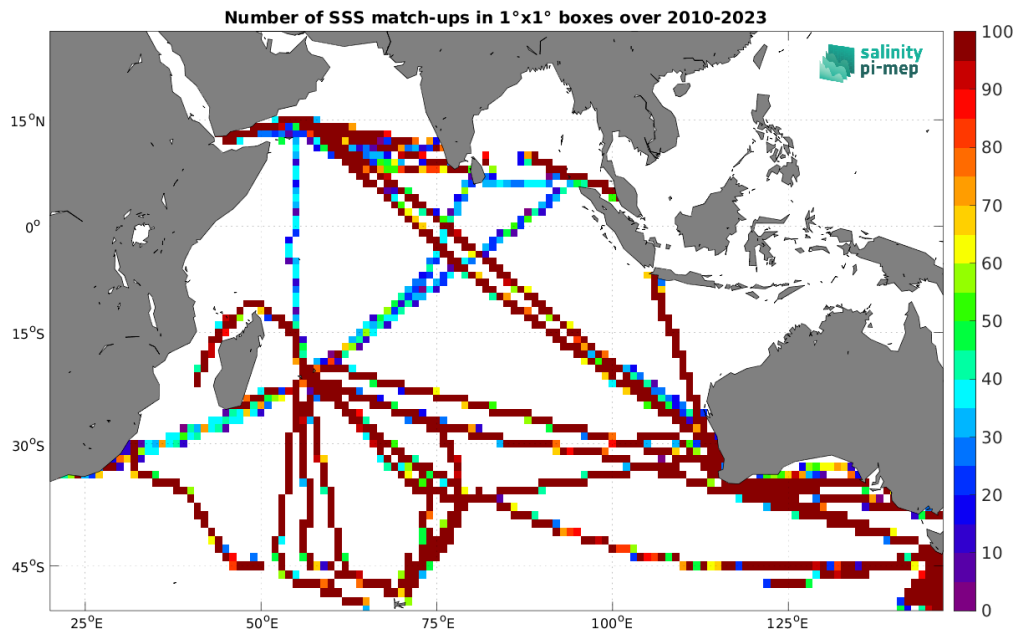 Number of SSS match-ups in 1°x1° boxes over 2010-2023
salinity
pi-mep
15°N
0°
15°S
30°S
45°S
25°E
50°E
75°E
100°E
125°E
100
90
80
70
60
50
40
30
20
10
0